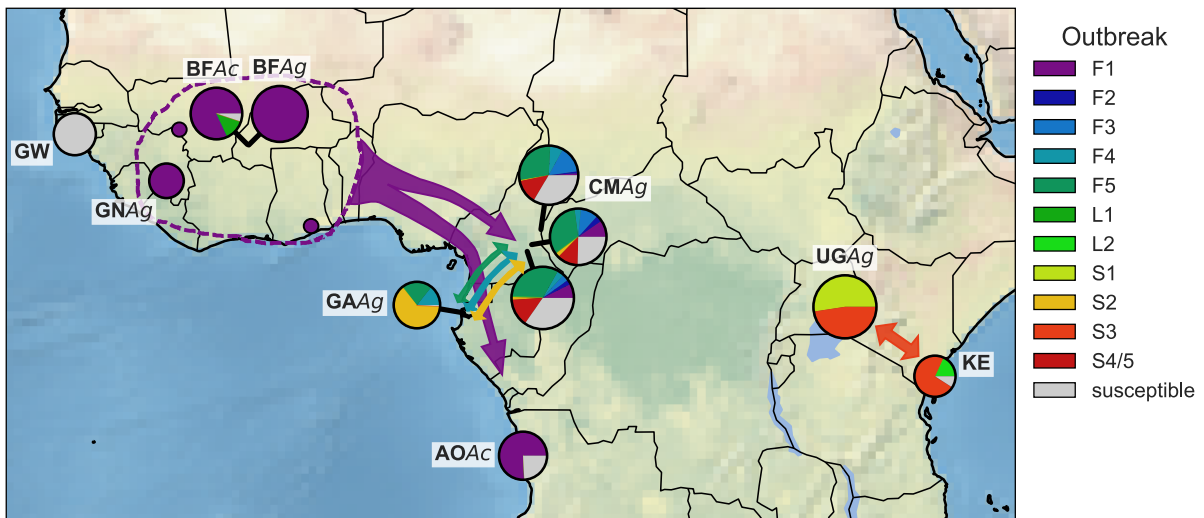 BFAc BFAg
GW
GNAg
CMAg
GAAg
UGAg
KE
AOAc
Outbreak
F1
F2
F3
F4
F5
L1
L2
S1
S2
S3
S4/5
susceptible